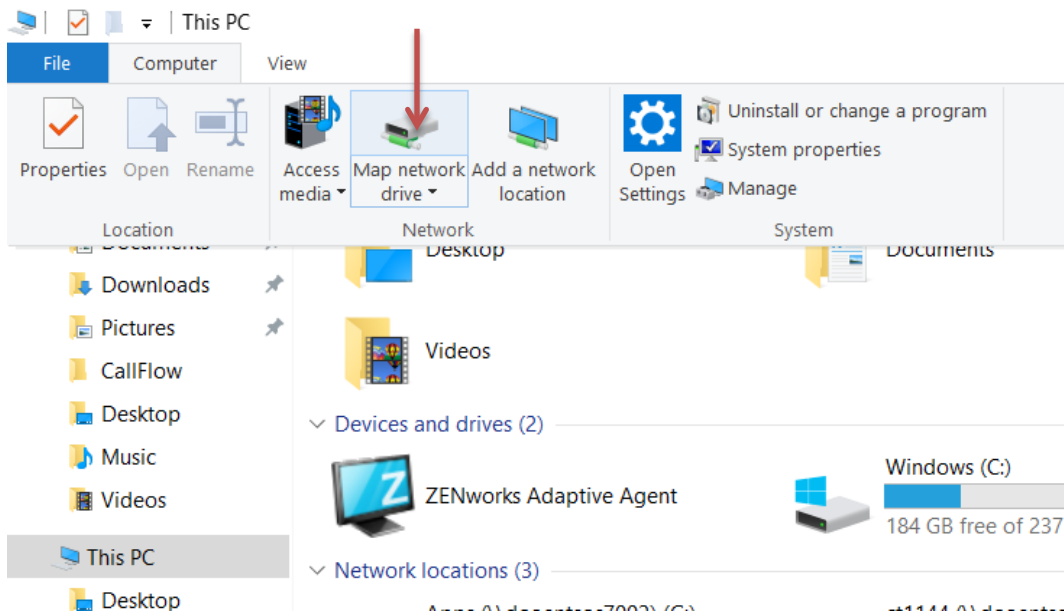 This PC
File Computer View
Properties Open Rename Access media Map network drive Add a network location Open Settings
Uninstall or change a program
System properties
Manage
Location Network System
Documents
Downloads
Pictures
CallFlow
Desktop
Music
Videos
This PC
Desktop
Desktop Documents
Videos
Devices and drives (2)
ZENworks Adaptive Agent
Windows (C:)
184 GB free of 237
Network locations (3)